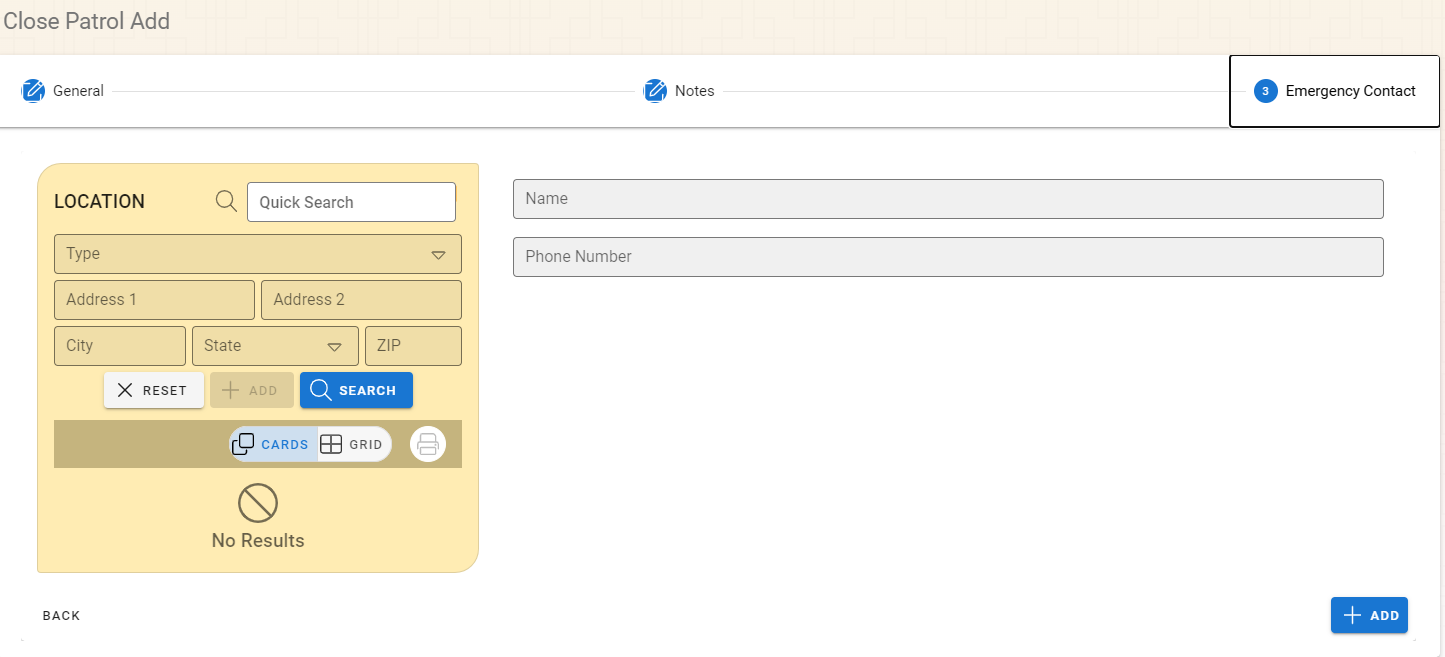 Close Patrol Add
General
Notes
3 Emergency Contact
LOCATION
Quick Search
Type
Address 1
Address 2
City
State
ZIP
RESET
ADD
SEARCH
CARDS
GRID
No Results
Name
Phone Number
BACK
ADD